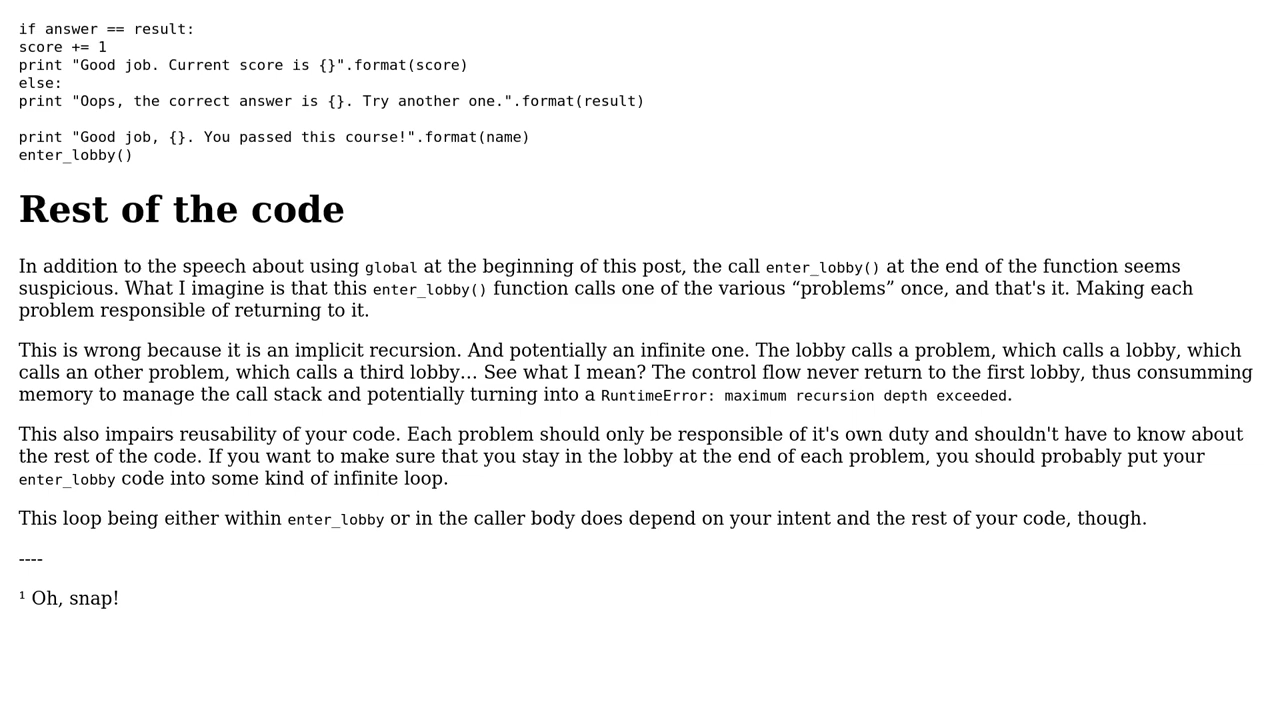 if answer == result:
score += 1
print "Good job. Current score is {}".format(score)
else:
print "Oops, the correct answer is {}. Try another one.".format(result)
print "Good job, {}. You passed this course!".format(name)
enter_lobby()
Rest of the code
In addition to the speech about using global at the beginning of this post, the call enter_lobby() at the end of the function seems
suspicious. What I imagine is that this enter_lobby() function calls one of the various “problems” once, and that's it. Making each
problem responsible of returning to it.
This is wrong because it is an implicit recursion. And potentially an infinite one. The lobby calls a problem, which calls a lobby, which
calls an other problem, which calls a third lobby… See what I mean? The control flow never return to the first lobby, thus consumming
memory to manage the call stack and potentially turning into a RuntimeError: maximum recursion depth exceeded.
This also impairs reusability of your code. Each problem should only be responsible of it's own duty and shouldn't have to know about
the rest of the code. If you want to make sure that you stay in the lobby at the end of each problem, you should probably put your
enter_lobby code into some kind of infinite loop.
This loop being either within enter_lobby or in the caller body does depend on your intent and the rest of your code, though.
----
¹ Oh, snap!